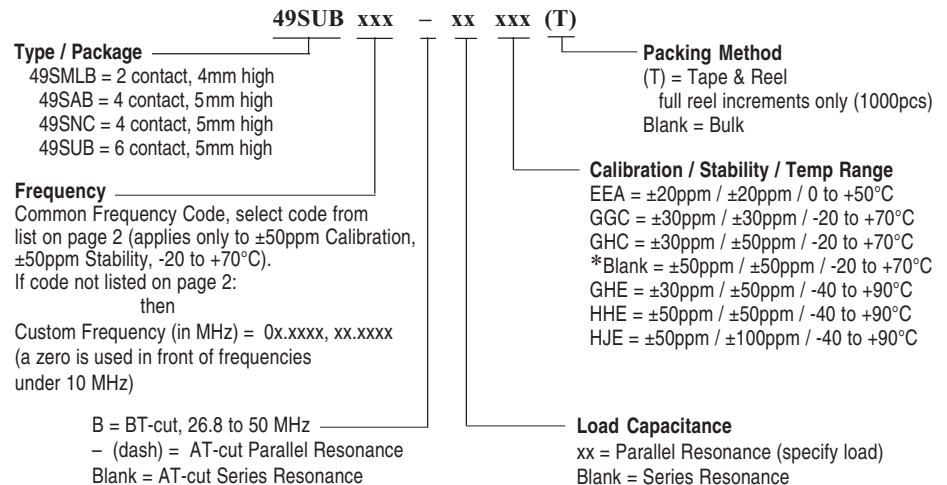 49SUB xxx – xx xxx (T)
Type / Package
49SMLB = 2 contact, 4mm high
49SAB = 4 contact, 5mm high
49SNC = 4 contact, 5mm high
49SUB = 6 contact, 5mm high
Frequency
Common Frequency Code, select code from
list on page 2 (applies only to ±50ppm Calibration,
±50ppm Stability, -20 to +70°C).
If code not listed on page 2:
then
Custom Frequency (in MHz) = 0x.xxxx, xx.xxxx
(a zero is used in front of frequencies
under 10 MHz)
B = BT-cut, 26.8 to 50 MHz
– (dash) = AT-cut Parallel Resonance
Blank = AT-cut Series Resonance
Packing Method
(T) = Tape & Reel
full reel increments only (1000pcs)
Blank = Bulk
Calibration / Stability / Temp Range
EEA = ±20ppm / ±20ppm / 0 to +50°C
GGC = ±30ppm / ±30ppm / -20 to +70°C
GHC = ±30ppm / ±50ppm / -20 to +70°C
*Blank = ±50ppm / ±50ppm / -20 to +70°C
GHE = ±30ppm / ±50ppm / -40 to +90°C
HHE = ±50ppm / ±50ppm / -40 to +90°C
HJE = ±50ppm / ±100ppm / -40 to +90°C
Load Capacitance
xx = Parallel Resonance (specify load)
Blank = Series Resonance